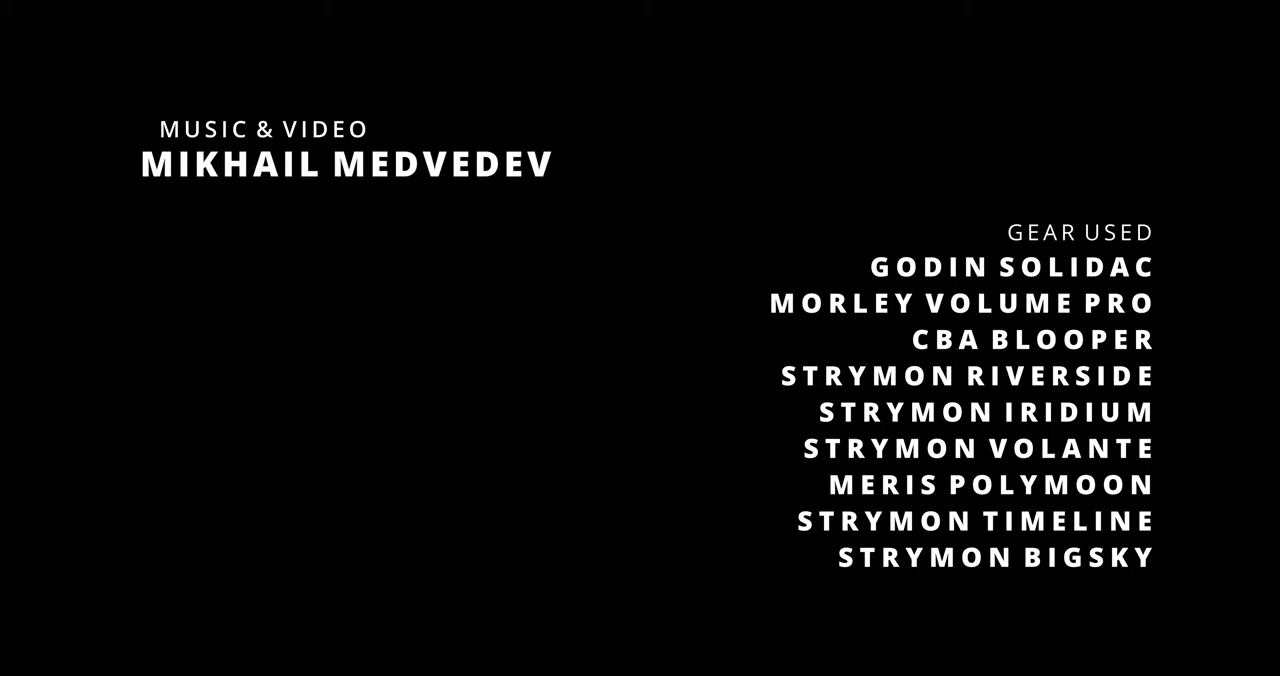 MUSIC & VIDEO
MIKHAIL MEDVEDEV
GEAR USED
GODIN SOLIDAC
MORLEY VOLUME PRO
CBA BLOOPER
STRYMON RIVERSIDE
STRYMON IRIDIUM
STRYMON VOLANTE
MERIS POLYMOON
STRYMON TIMELINE
STRYMON BIGSKY